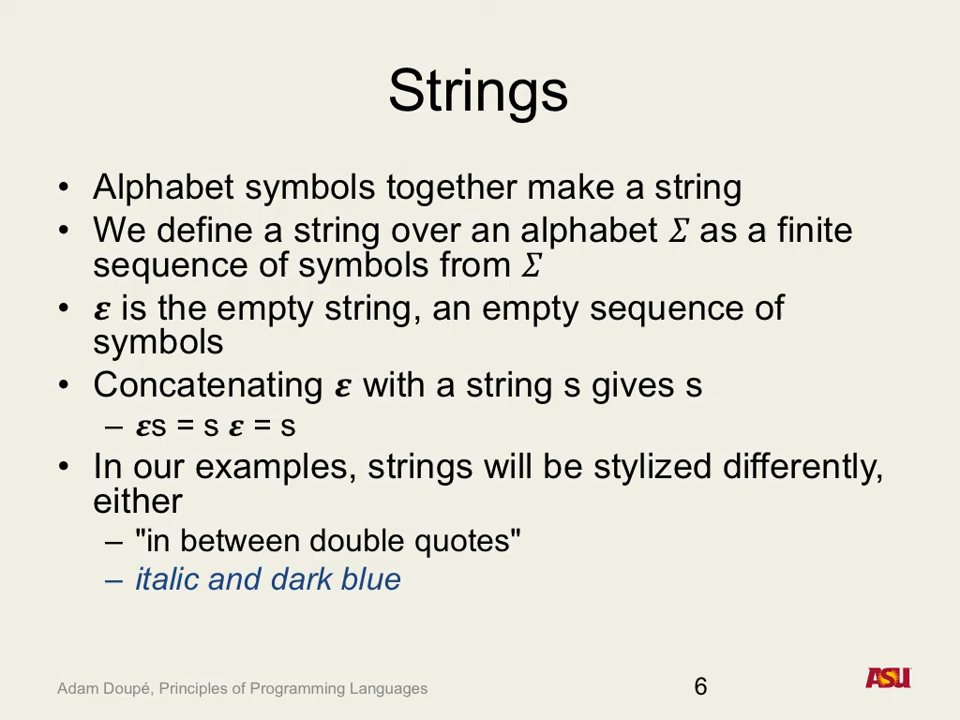 Strings
• Alphabet symbols together make a string
• We define a string over an alphabet 𝛴 as a finite
sequence of symbols from 𝛴
• 𝜺 is the empty string, an empty sequence of
symbols
• Concatenating 𝜺 with a string s gives s
– 𝜺s = s 𝜺 = s
• In our examples, strings will be stylized differently,
either
– "in between double quotes"
– italic and dark blue
Adam Doupé, Principles of Programming Languages
6
ASU